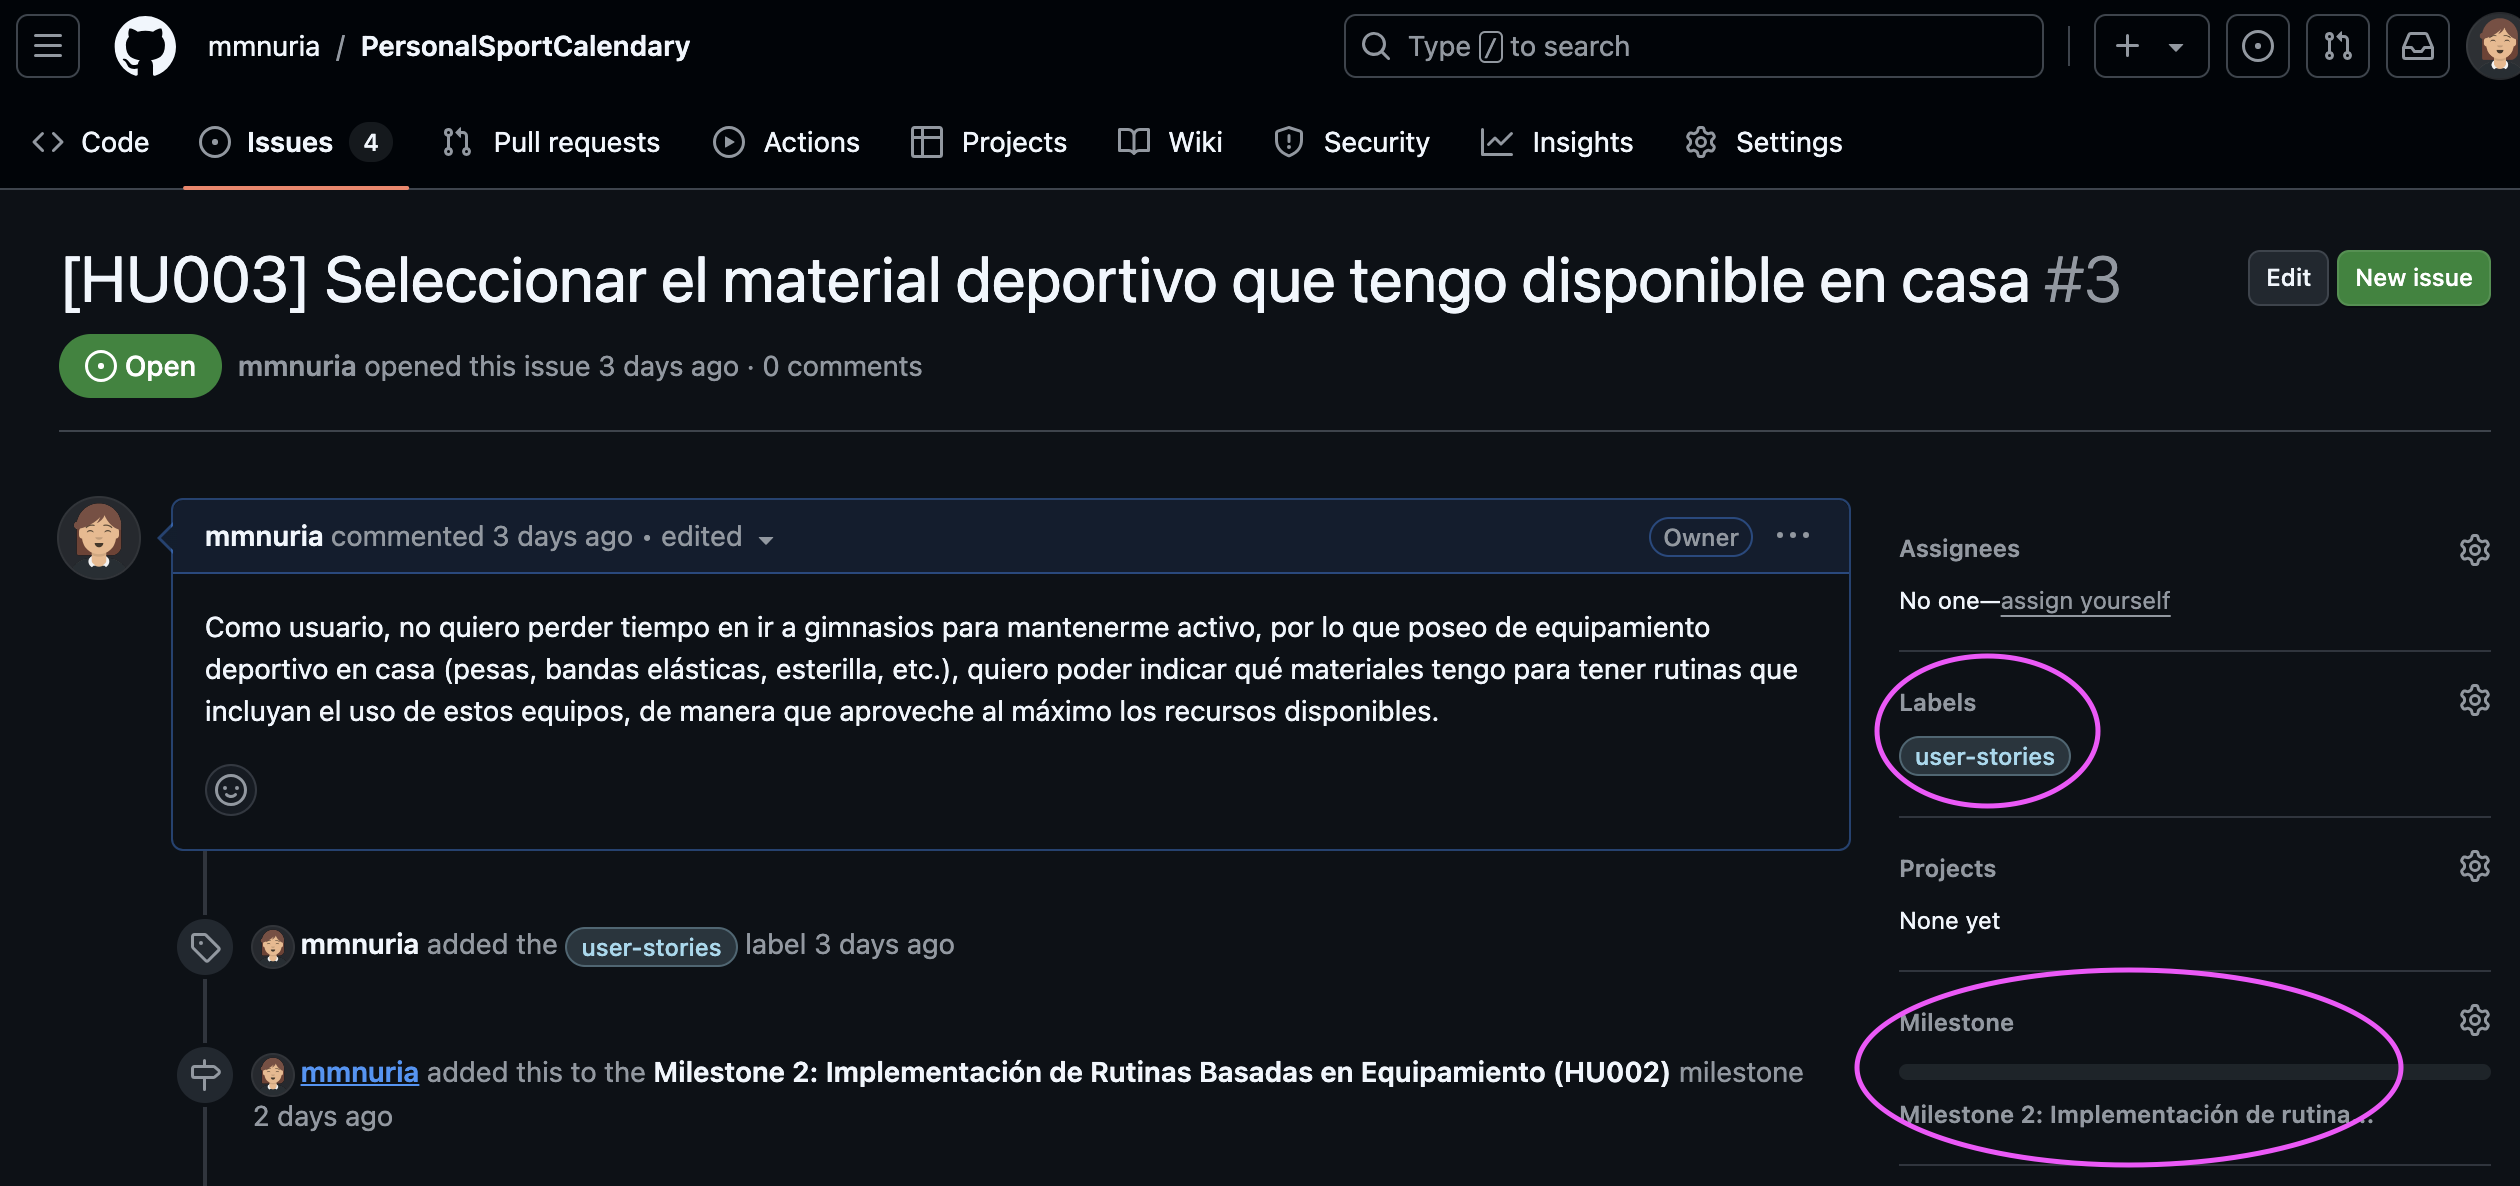 mmnuria / PersonalSportCalendary
Type / to search
Code
Issues 4
Pull requests
Actions
Projects
Wiki
Security
Insights
Settings
[HU003] Seleccionar el material deportivo que tengo disponible en casa #3
Edit
New issue
Open
mmnuria opened this issue 3 days ago · 0 comments
mmnuria commented 3 days ago • edited
Owner
Como usuario, no quiero perder tiempo en ir a gimnasios para mantenerme activo, por lo que poseo de equipamiento
deportivo en casa (pesas, bandas elásticas, esterilla, etc.), quiero poder indicar qué materiales tengo para tener rutinas que
incluyan el uso de estos equipos, de manera que aproveche al máximo los recursos disponibles.
mmnuria added the user-stories label 3 days ago
mmnuria added this to the Milestone 2: Implementación de Rutinas Basadas en Equipamiento (HU002) milestone
2 days ago
Assignees
No one—assign yourself
Labels
user-stories
Projects
None yet
Milestone
Milestone 2: Implementación de rutina...